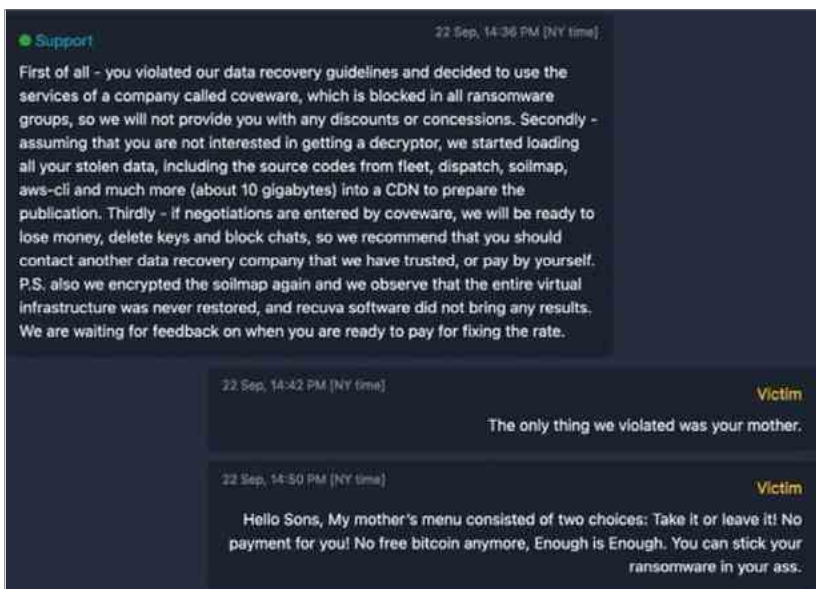 Support
22 Sep, 14:36 PM [NY time]
First of all - you violated our data recovery guidelines and decided to use the
services of a company called coveware, which is blocked in all ransomware
groups, so we will not provide you with any discounts or concessions. Secondly -
assuming that you are not interested in getting a decryptor, we started loading
all your stolen data, including the source codes from fleet, dispatch, soilmap,
aws-cli and much more (about 10 gigabytes) into a CDN to prepare the
publication. Thirdly - if negotiations are entered by coveware, we will be ready to
lose money, delete keys and block chats, so we recommend that you should
contact another data recovery company that we have trusted, or pay by yourself.
P.S. also we encrypted the soilmap again and we observe that the entire virtual
infrastructure was never restored, and recuva software did not bring any results.
We are waiting for feedback on when you are ready to pay for fixing the rate.
22 Sep, 14:42 PM [NY time]
Victim
The only thing we violated was your mother.
22 Sep, 14:50 PM [NY time]
Victim
Hello Sons, My mother's menu consisted of two choices: Take it or leave it! No
payment for you! No free bitcoin anymore, Enough is Enough. You can stick your
ransomware in your ass.